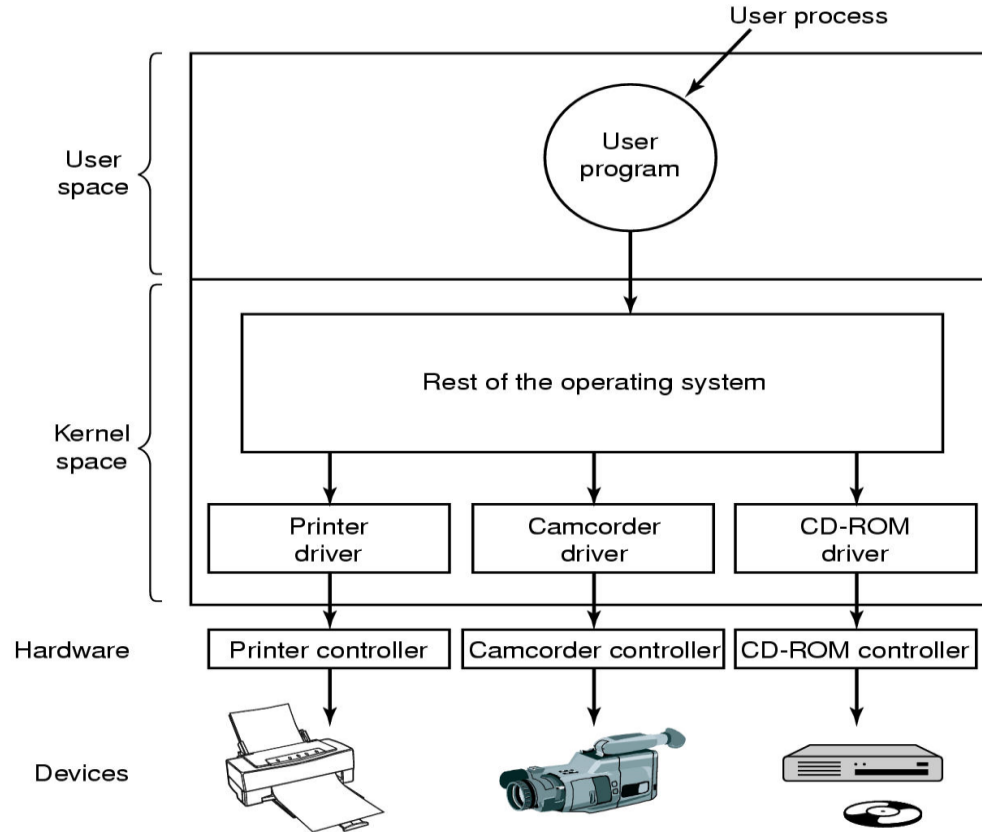 User process
User
program
User
space
Rest of the operating system
Kernel
space
Printer
driver
Camcorder
driver
CD-ROM
driver
Hardware
Printer controller
Camcorder controller
CD-ROM controller
Devices